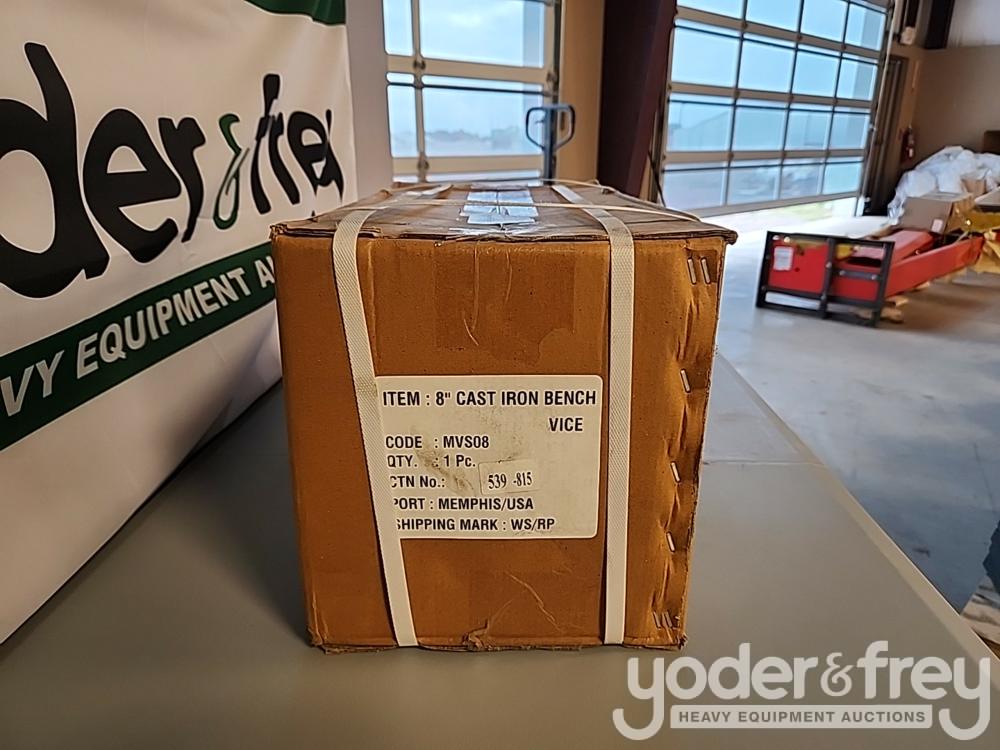 der & frey
VY EQUIPMENT A
ITEM : 8" CAST IRON BENCH
VICE
CODE : MVS08
QTY. : 1 Pc.
CTN No.: 539 -815
PORT : MEMPHIS/USA
SHIPPING MARK : WS/RP
yoder & frey
HEAVY EQUIPMENT AUCTIONS